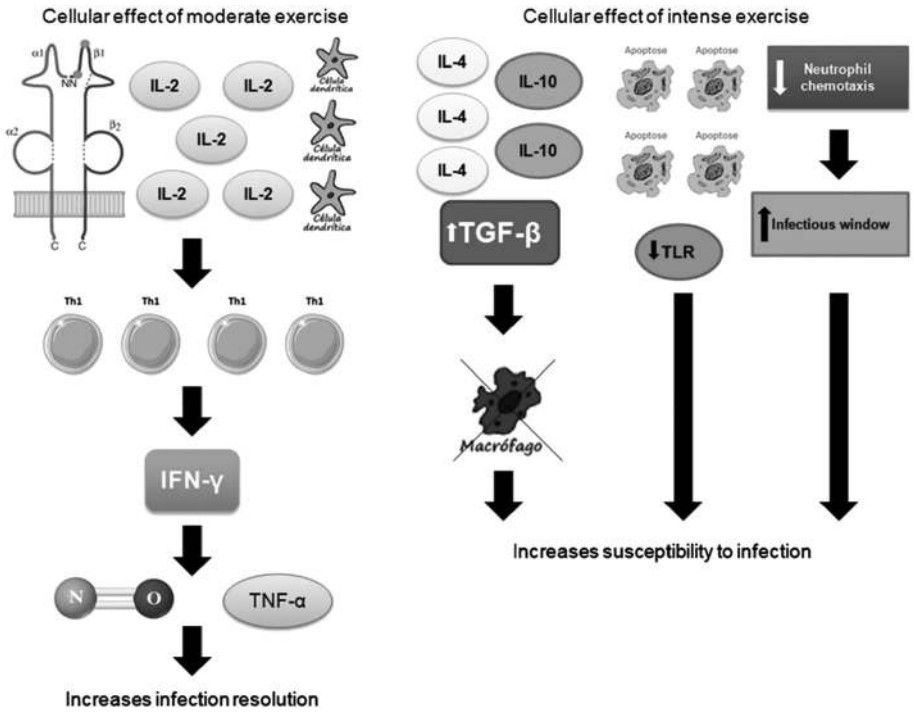 Cellular effect of moderate exercise
α1
β1
NN
α2
β2
C
C
IL-2
IL-2
IL-2
IL-2
IL-2
Célula
dendrítica
Célula
dendrítica
Célula
dendrítica
Th1
Th1
Th1
Th1
IFN-γ
N
O
TNF-α
Increases infection resolution
Cellular effect of intense exercise
IL-4
IL-4
IL-4
IL-10
IL-10
↑TGF-β
Macrófago
Apoptose
Apoptose
Apoptose
Apoptose
↓TLR
↓ Neutrophil
chemotaxis
↑ Infectious window
Increases susceptibility to infection